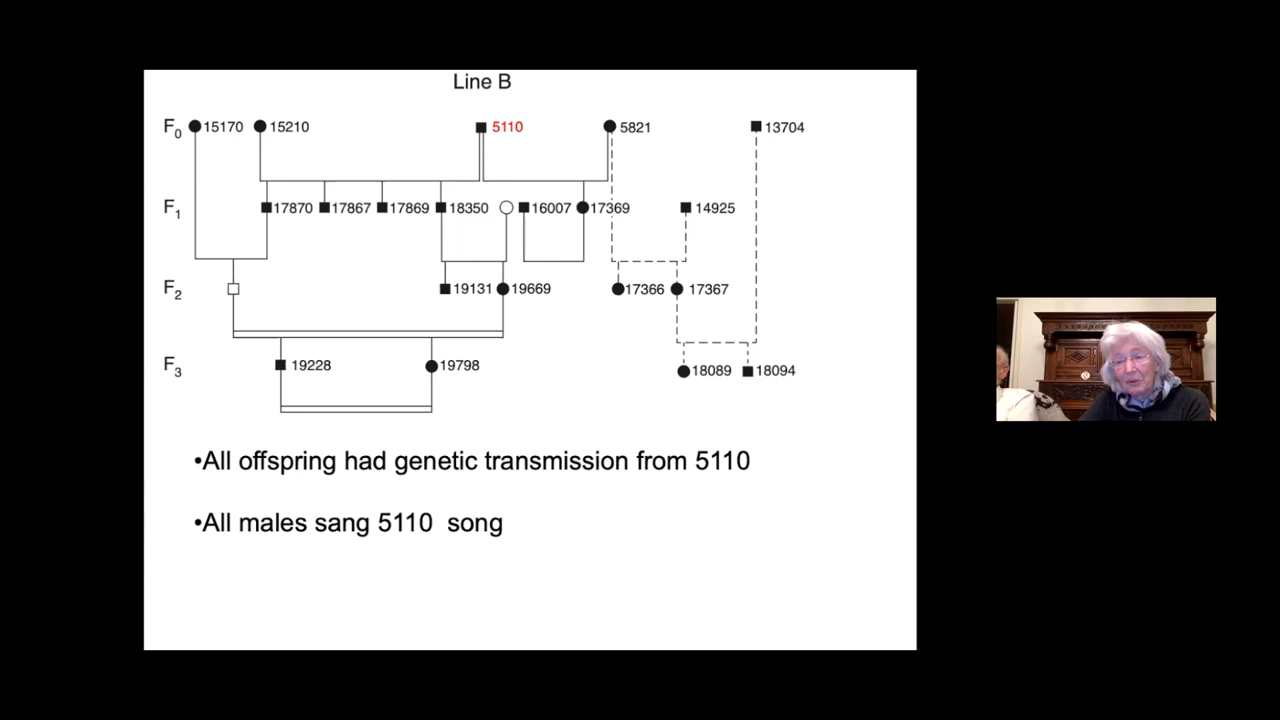 Line B
F0 15170 15210 5110 5821 13704
F1 17870 17867 17869 18350 16007 17369 14925
F2 19131 19669 17366 17367
F3 19228 19798 18089 18094
•All offspring had genetic transmission from 5110
•All males sang 5110 song